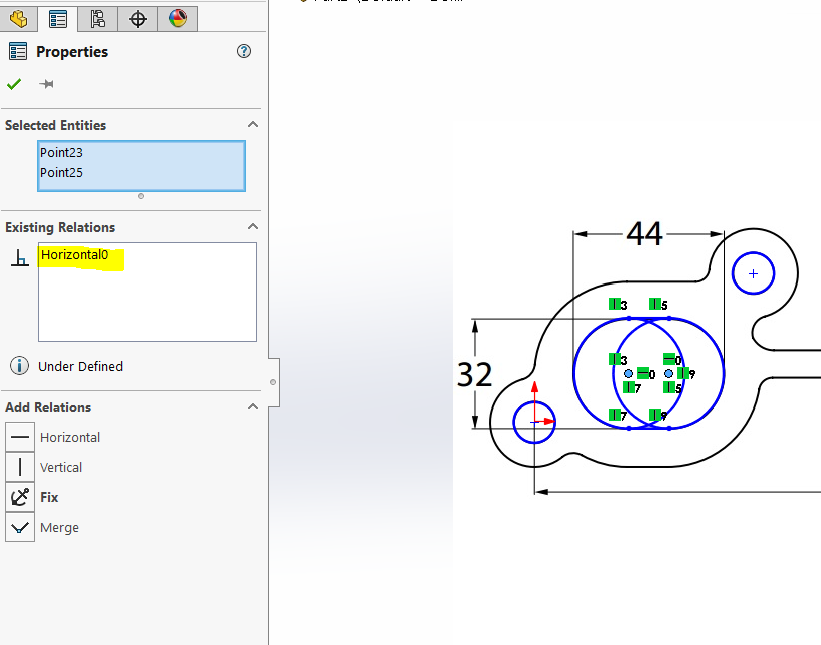 Properties
Selected Entities
Point23
Point25
Existing Relations
Horizontal0
Under Defined
Add Relations
Horizontal
Vertical
Fix
Merge
44
3 5
32
3 0
0 9
7 5
7 9